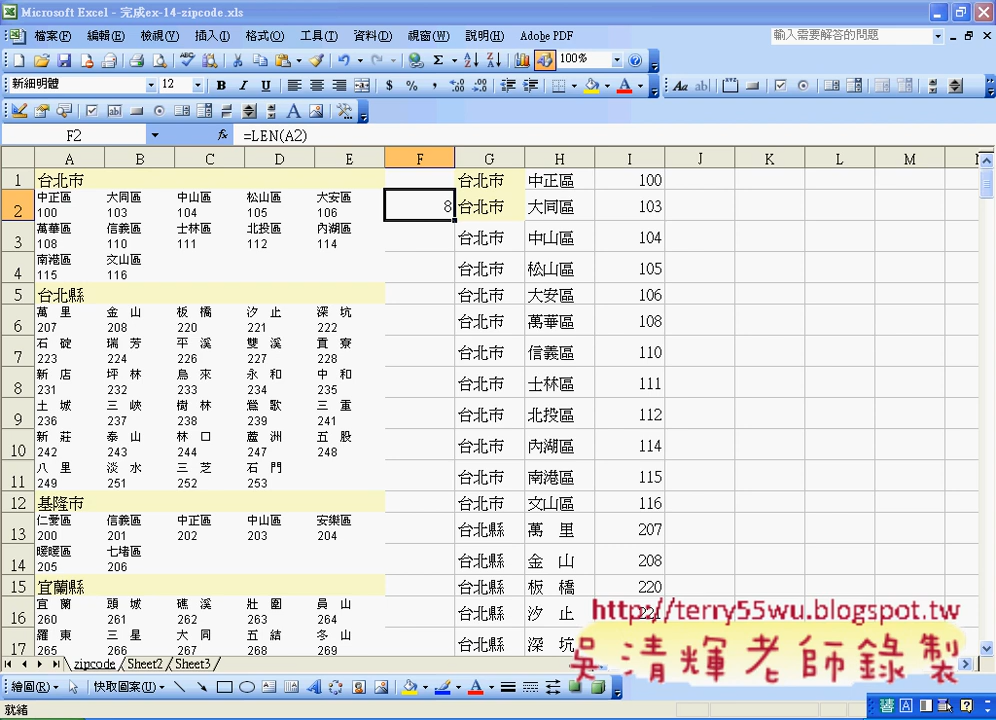 Microsoft Excel - 完成ex-14-zipcode.xls
檔案(F) 編輯(E) 檢視(V) 插入(I) 格式(O) 工具(T) 資料(D) 視窗(W) 說明(H) Adobe PDF 輸入需要解答的問題
100%
新細明體 12 B I U $ % ,
F2 fx =LEN(A2)
A B C D E F G H I J K L M
1 台北市 台北市 中正區 100
2 中正區 大同區 中山區 松山區 大安區 8 台北市 大同區 103
100 103 104 105 106
3 萬華區 信義區 士林區 北投區 內湖區 台北市 中山區 104
108 110 111 112 114
4 南港區 文山區 台北市 松山區 105
115 116
5 台北縣 台北市 大安區 106
6 萬 里 金 山 板 橋 汐 止 深 坑 台北市 萬華區 108
207 208 220 221 222
7 石 碇 瑞 芳 平 溪 雙 溪 貢 寮 台北市 信義區 110
223 224 226 227 228
8 新 店 坪 林 烏 來 永 和 中 和 台北市 士林區 111
231 232 233 234 235
9 土 城 三 峽 樹 林 鶯 歌 三 重 台北市 北投區 112
236 237 238 239 241
10 新 莊 泰 山 林 口 蘆 洲 五 股 台北市 內湖區 114
242 243 244 247 248
11 八 里 淡 水 三 芝 石 門 台北市 南港區 115
249 251 252 253
12 基隆市 台北市 文山區 116
13 仁愛區 信義區 中正區 中山區 安樂區 台北縣 萬 里 207
200 201 202 203 204
14 暖暖區 七堵區 台北縣 金 山 208
205 206
15 宜蘭縣 台北縣 板 橋 220
16 宜 蘭 頭 城 礁 溪 壯 圍 員 山 台北縣 汐 止 221
260 261 262 263 264
17 羅 東 三 星 大 同 五 結 冬 山 台北縣 深 坑
265 266 267 268 269
http://terry55wu.blogspot.tw
吳清輝老師錄製
zipcode Sheet2 Sheet3
繪圖(R) 快取圖案(U)
就緒